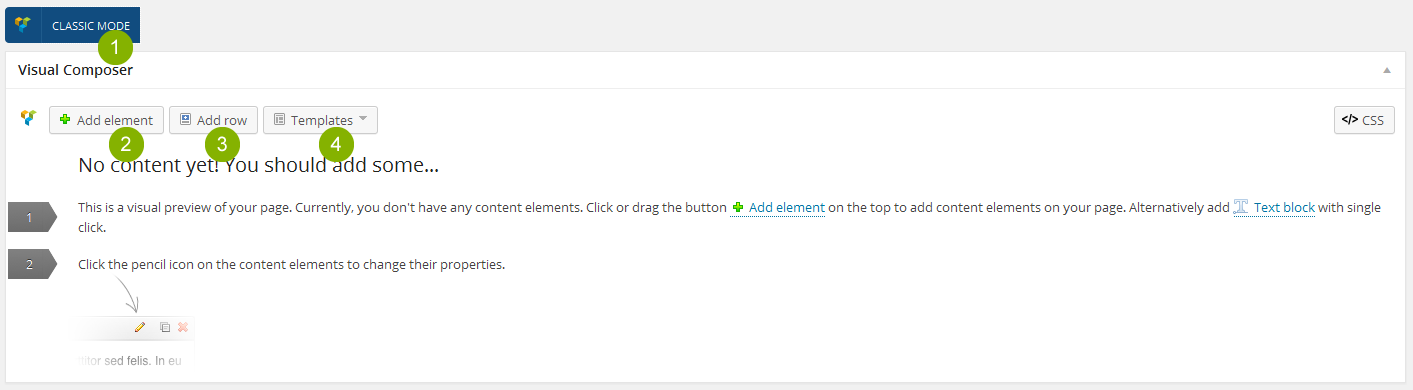 CLASSIC MODE
1
Visual Composer
Add element
Add row
Templates
</> CSS
2
3
4
No content yet! You should add some...
1
This is a visual preview of your page. Currently, you don't have any content elements. Click or drag the button Add element on the top to add content elements on your page. Alternatively add Text block with single
click.
2
Click the pencil icon on the content elements to change their properties.
sed felis. In eu